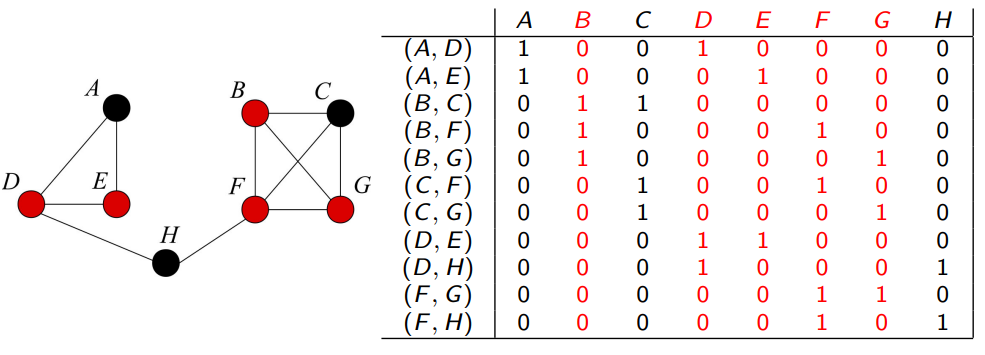 A
B
C
D
E
F
G
H
A B C D E F G H
(A, D) 1 0 0 1 0 0 0 0
(A, E) 1 0 0 0 1 0 0 0
(B, C) 0 1 1 0 0 0 0 0
(B, F) 0 1 0 0 0 1 0 0
(B, G) 0 1 0 0 0 0 1 0
(C, F) 0 0 1 0 0 1 0 0
(C, G) 0 0 1 0 0 0 1 0
(D, E) 0 0 0 1 1 0 0 0
(D, H) 0 0 0 1 0 0 0 1
(F, G) 0 0 0 0 0 1 1 0
(F, H) 0 0 0 0 0 1 0 1